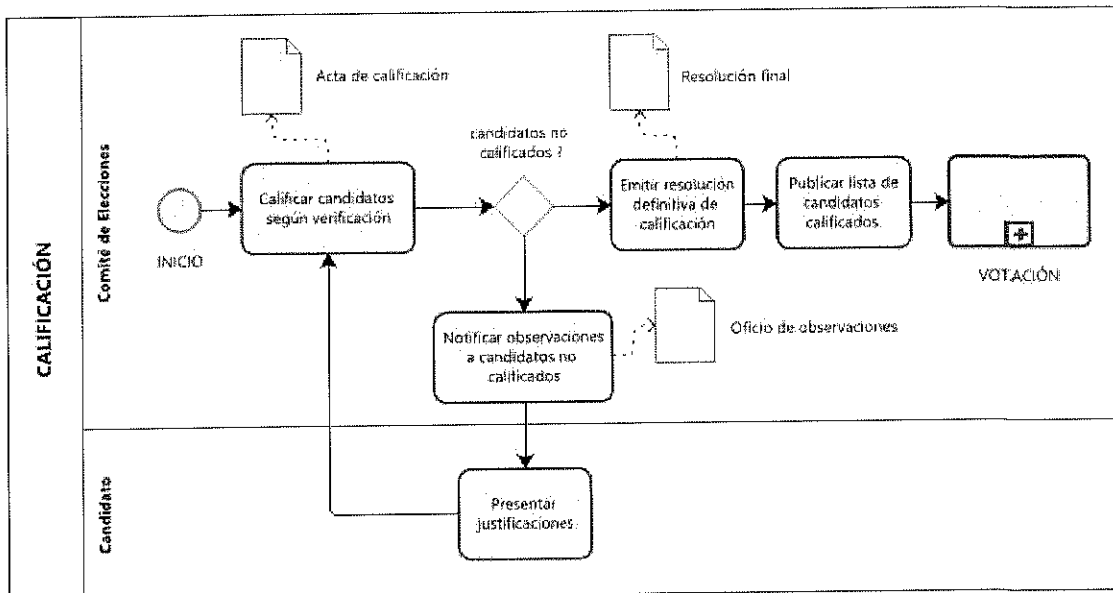 CALIFICACIÓN
Comité de Elecciones
Acta de calificación
Resolución final
candidatos no
calificados ?
Calificar candidatos
según verificación
Emitir resolución
definitiva de
calificación
Publicar lista de
candidatos
calificados.
INICIO
VOTACIÓN
Notificar observaciones
a candidatos no
calificados
Oficio de observaciones
Candidato
Presentar
justificaciones